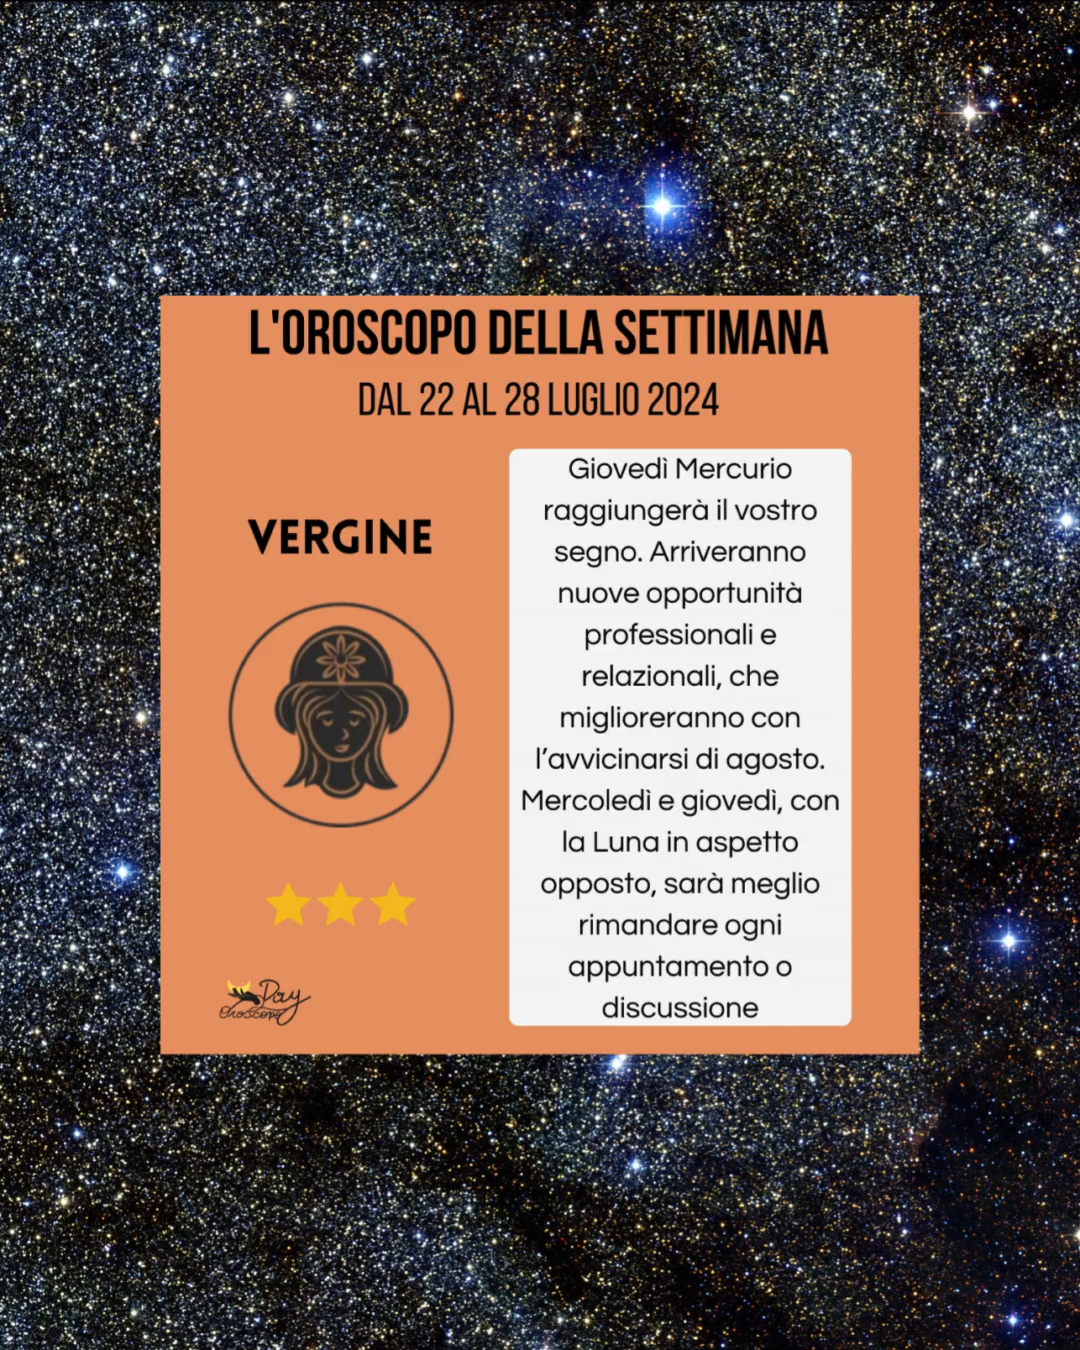 L'OROSCOPO DELLA SETTIMANA
DAL 22 AL 28 LUGLIO 2024
VERGINE
Giovedì Mercurio
raggiungerà il vostro
segno. Arriveranno
nuove opportunità
professionali e
relazionali, che
miglioreranno con
l’avvicinarsi di agosto.
Mercoledì e giovedì, con
la Luna in aspetto
opposto, sarà meglio
rimandare ogni
appuntamento o
discussione
Day
Oroscopo